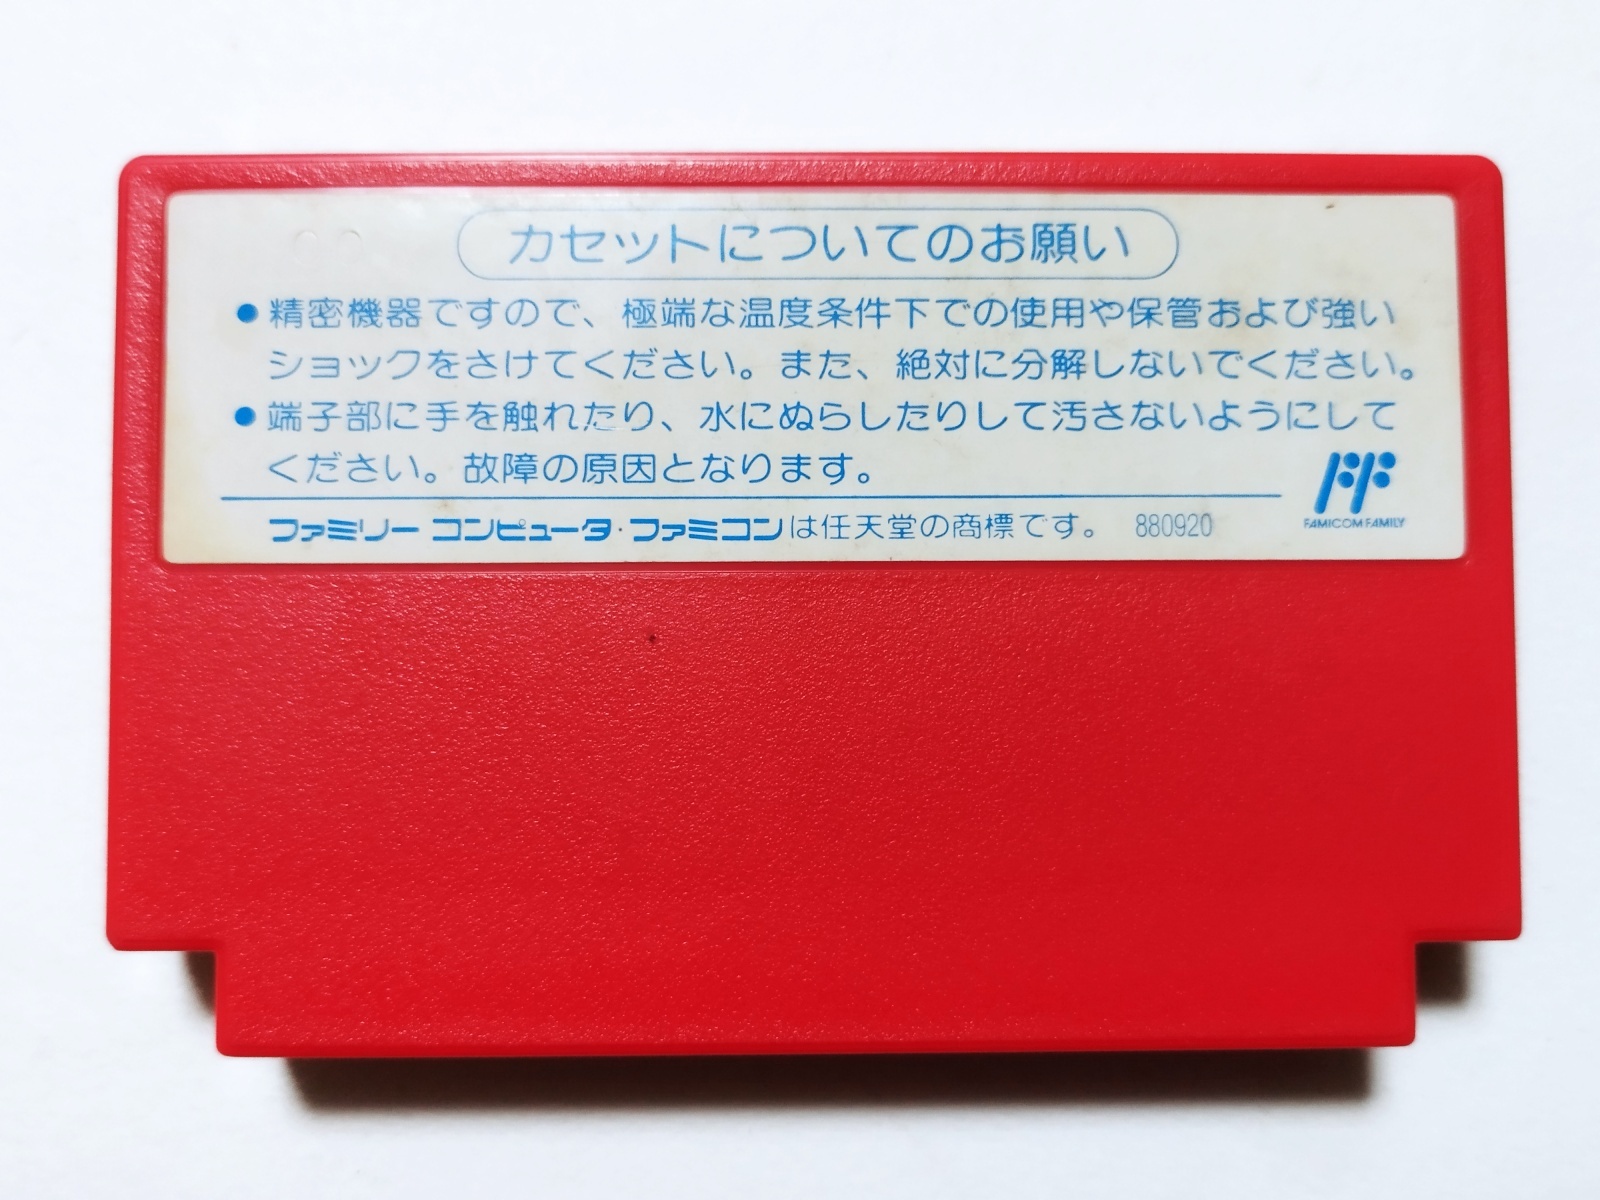 カセットについてのお願い
●精密機器ですので、極端な温度条件下での使用や保管および強い
ショックをさけてください。また、絶対に分解しないでください。
●端子部に手を触れたり、水にぬらしたりして汚さないようにして
ください。故障の原因となります。
ファミリーコンピュータ・ファミコンは任天堂の商標です。 880920
FAMICOM FAMILY